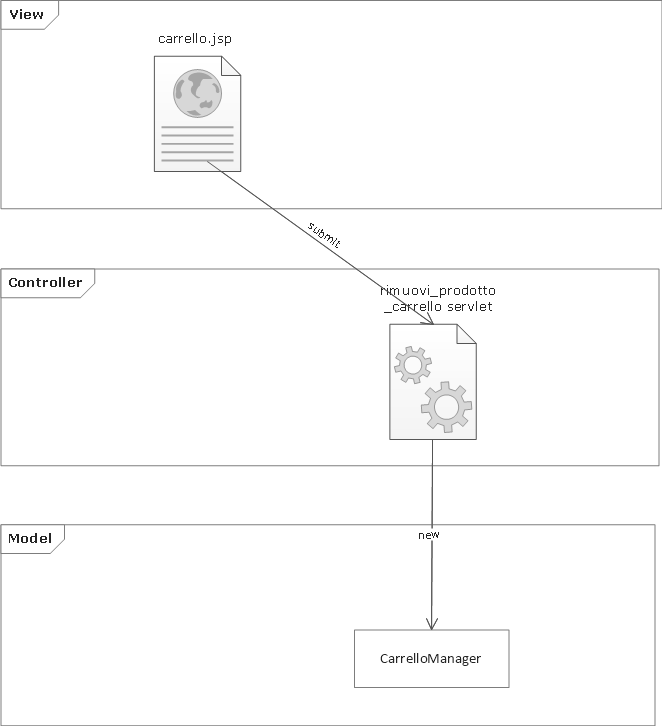 View
carrello.jsp
submit
Controller
rimuovi_prodotto
_carrello servlet
new
Model
CarrelloManager